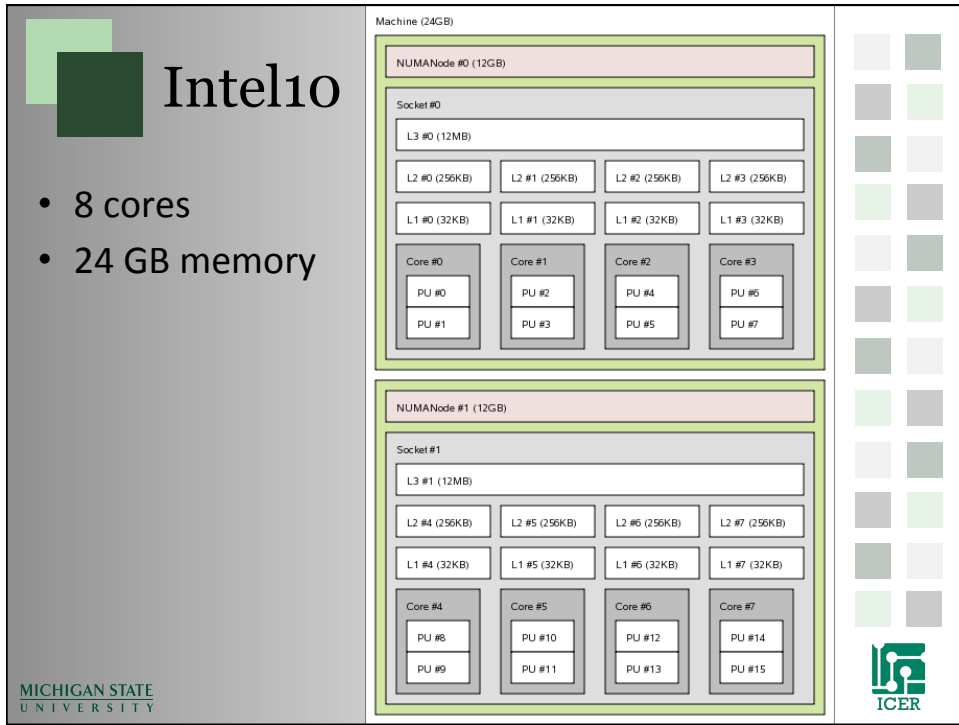 Intel10
• 8 cores
• 24 GB memory
MICHIGAN STATE
UNIVERSITY
Machine (24GB)
NUMANode #0 (12GB)
Socket #0
L3 #0 (12MB)
L2 #0 (256KB) L2 #1 (256KB) L2 #2 (256KB) L2 #3 (256KB)
L1 #0 (32KB) L1 #1 (32KB) L1 #2 (32KB) L1 #3 (32KB)
Core #0 Core #1 Core #2 Core #3
PU #0 PU #2 PU #4 PU #6
PU #1 PU #3 PU #5 PU #7
NUMANode #1 (12GB)
Socket #1
L3 #1 (12MB)
L2 #4 (256KB) L2 #5 (256KB) L2 #6 (256KB) L2 #7 (256KB)
L1 #4 (32KB) L1 #5 (32KB) L1 #6 (32KB) L1 #7 (32KB)
Core #4 Core #5 Core #6 Core #7
PU #8 PU #10 PU #12 PU #14
PU #9 PU #11 PU #13 PU #15
ICER